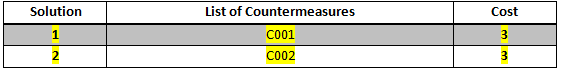 Solution List of Countermeasures Cost
1 C001 3
2 C002 3